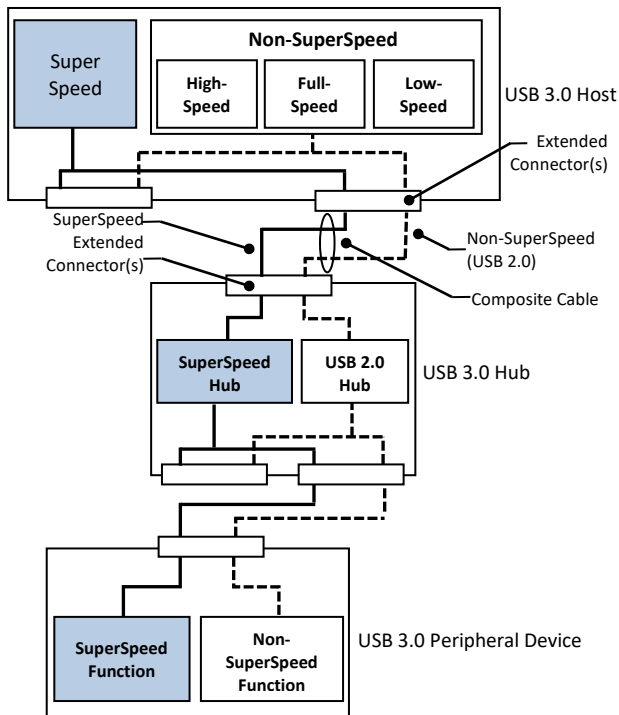 Super
Speed
Non-SuperSpeed
High-
Speed
Full-
Speed
Low-
Speed
USB 3.0 Host
Extended
Connector(s)
SuperSpeed
Extended
Connector(s)
Non-SuperSpeed
(USB 2.0)
Composite Cable
SuperSpeed
Hub
USB 2.0
Hub
USB 3.0 Hub
SuperSpeed
Function
Non-
SuperSpeed
Function
USB 3.0 Peripheral Device